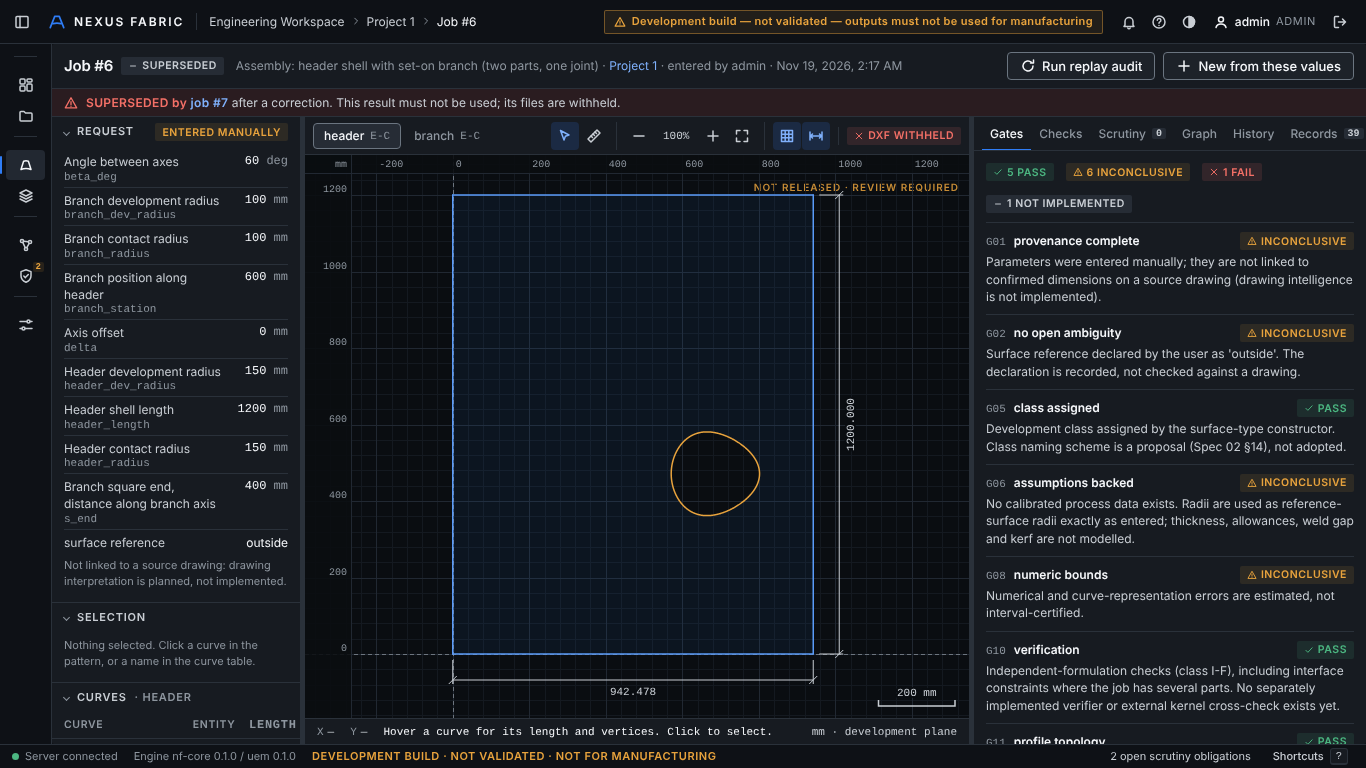 NEXUS FABRIC
Engineering Workspace > Project 1 > Job #6
Development build — not validated — outputs must not be used for manufacturing
admin ADMIN
Job #6
– SUPERSEDED
Assembly: header shell with set-on branch (two parts, one joint) · Project 1 · entered by admin · Nov 19, 2026, 2:17 AM
Run replay audit
+ New from these values
SUPERSEDED by job #7 after a correction. This result must not be used; its files are withheld.
REQUEST
ENTERED MANUALLY
Angle between axes 60 deg
beta_deg
Branch development radius 100 mm
branch_dev_radius
Branch contact radius 100 mm
branch_radius
Branch position along 600 mm
header
branch_station
Axis offset 0 mm
delta
Header development radius 150 mm
header_dev_radius
Header shell length 1200 mm
header_length
Header contact radius 150 mm
header_radius
Branch square end, 400 mm
distance along branch axis
s_end
surface reference outside
Not linked to a source drawing: drawing
interpretation is planned, not implemented.
SELECTION
Nothing selected. Click a curve in the
pattern, or a name in the curve table.
CURVES · HEADER
CURVE ENTITY LENGTH
header E-C
branch E-C
100%
DXF WITHHELD
mm -200 0 200 400 600 800 1000 1200
NOT RELEASED · REVIEW REQUIRED
1200
1000
800
600
400
200
0
1200.000
942.478
200 mm
X — Y — Hover a curve for its length and vertices. Click to select. mm · development plane
Gates Checks Scrutiny 0 Graph History Records 39
5 PASS
6 INCONCLUSIVE
1 FAIL
– 1 NOT IMPLEMENTED
G01 provenance complete INCONCLUSIVE
Parameters were entered manually; they are not linked to
confirmed dimensions on a source drawing (drawing intelligence
is not implemented).
G02 no open ambiguity INCONCLUSIVE
Surface reference declared by the user as 'outside'. The
declaration is recorded, not checked against a drawing.
G05 class assigned PASS
Development class assigned by the surface-type constructor.
Class naming scheme is a proposal (Spec 02 §14), not adopted.
G06 assumptions backed INCONCLUSIVE
No calibrated process data exists. Radii are used as reference-
surface radii exactly as entered; thickness, allowances, weld gap
and kerf are not modelled.
G08 numeric bounds INCONCLUSIVE
Numerical and curve-representation errors are estimated, not
interval-certified.
G10 verification PASS
Independent-formulation checks (class I-F), including interface
constraints where the job has several parts. No separately
implemented verifier or external kernel cross-check exists yet.
G11 profile topology PASS
2
Server connected
Engine nf-core 0.1.0 / uem 0.1.0
DEVELOPMENT BUILD · NOT VALIDATED · NOT FOR MANUFACTURING
2 open scrutiny obligations
Shortcuts ?